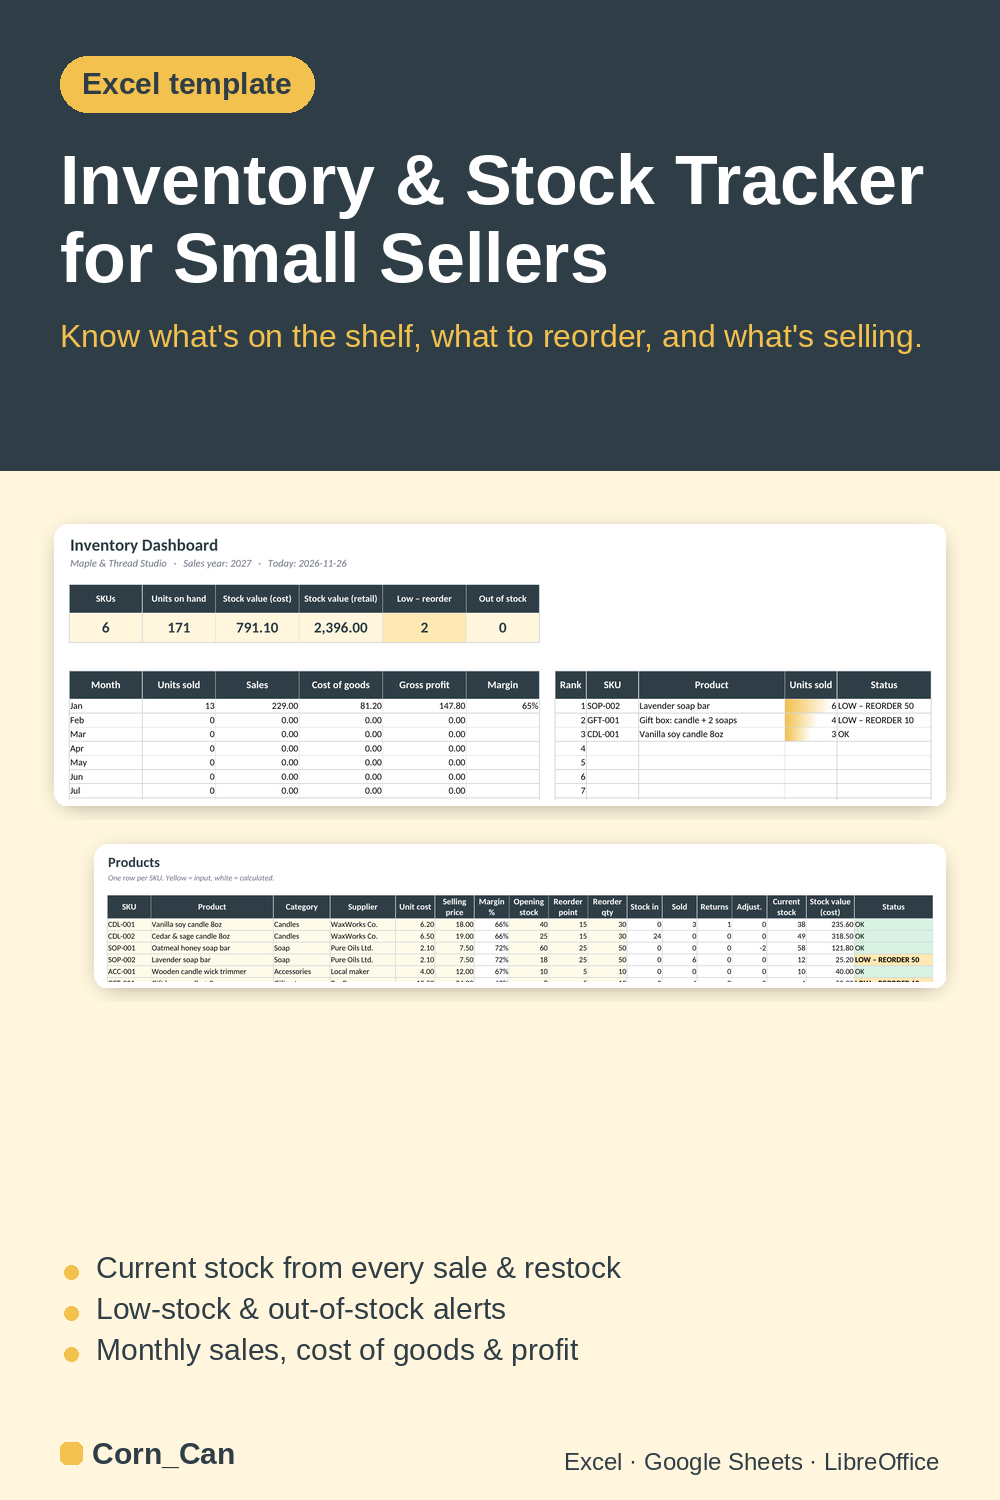 Excel template
Inventory & Stock Tracker
for Small Sellers
Know what's on the shelf, what to reorder, and what's selling.
Inventory Dashboard
Maple & Thread Studio · Sales year: 2027 · Today: 2026-11-26
SKUs Units on hand Stock value (cost) Stock value (retail) Low – reorder Out of stock
6 171 791.10 2,396.00 2 0
Month Units sold Sales Cost of goods Gross profit Margin Rank SKU Product Units sold Status
Jan 13 229.00 81.20 147.80 65% 1 SOP-002 Lavender soap bar 6 LOW – REORDER 50
Feb 0 0.00 0.00 0.00 2 GFT-001 Gift box: candle + 2 soaps 4 LOW – REORDER 10
Mar 0 0.00 0.00 0.00 3 CDL-001 Vanilla soy candle 8oz 3 OK
Apr 0 0.00 0.00 0.00 4
May 0 0.00 0.00 0.00 5
Jun 0 0.00 0.00 0.00 6
Jul 0 0.00 0.00 0.00 7
Products
One row per SKU. Yellow = input, white = calculated.
SKU Product Category Supplier Unit cost Selling price Margin % Opening stock Reorder point Reorder qty Stock in Sold Returns Adjust. Current stock Stock value (cost) Status
CDL-001 Vanilla soy candle 8oz Candles WaxWorks Co. 6.20 18.00 66% 40 15 30 0 3 1 0 38 235.60 OK
CDL-002 Cedar & sage candle 8oz Candles WaxWorks Co. 6.50 19.00 66% 25 15 30 24 0 0 0 49 318.50 OK
SOP-001 Oatmeal honey soap bar Soap Pure Oils Ltd. 2.10 7.50 72% 60 25 50 0 0 0 -2 58 121.80 OK
SOP-002 Lavender soap bar Soap Pure Oils Ltd. 2.10 7.50 72% 18 25 50 0 6 0 0 12 25.20 LOW – REORDER 50
ACC-001 Wooden candle wick trimmer Accessories Local maker 4.00 12.00 67% 10 5 10 0 0 0 0 10 40.00 OK
Current stock from every sale & restock
Low-stock & out-of-stock alerts
Monthly sales, cost of goods & profit
Corn_Can
Excel · Google Sheets · LibreOffice